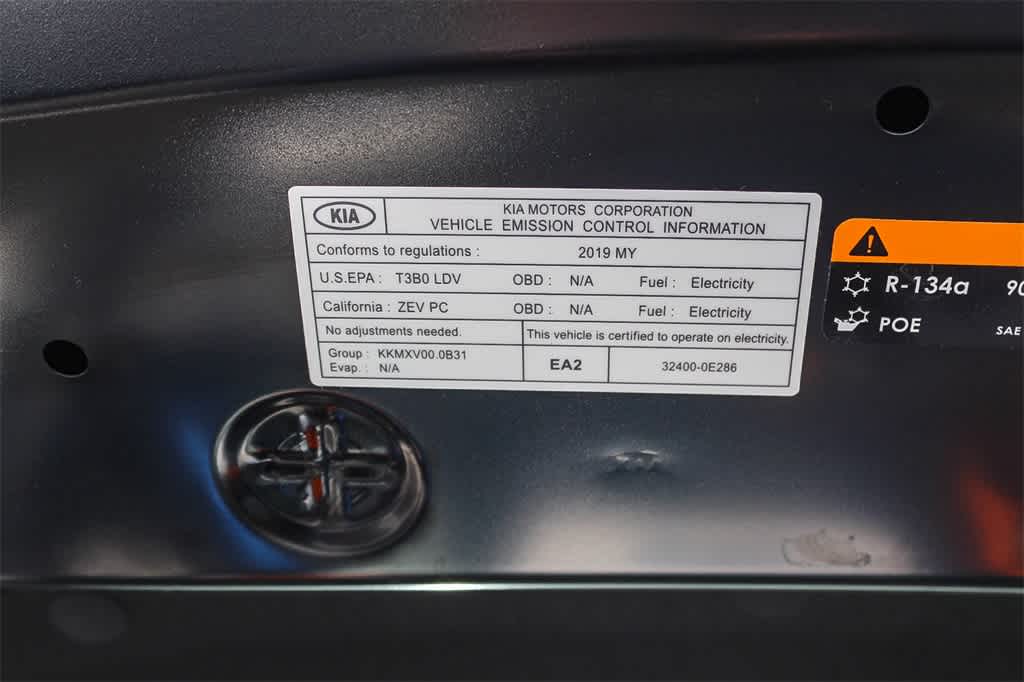 KIA
KIA MOTORS CORPORATION
VEHICLE EMISSION CONTROL INFORMATION
Conforms to regulations : 2019 MY
U.S.EPA : T3B0 LDV OBD : N/A Fuel : Electricity
California : ZEV PC OBD : N/A Fuel : Electricity
No adjustments needed. This vehicle is certified to operate on electricity.
Group : KKMXV00.0B31
Evap. : N/A
EA2 32400-0E286
R-134a 90
POE SAE